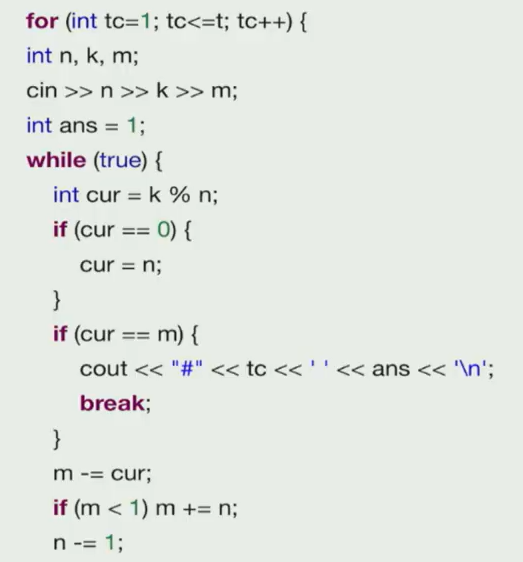 for (int tc=1; tc<=t; tc++) {
int n, k, m;
cin >> n >> k >> m;
int ans = 1;
while (true) {
int cur = k % n;
if (cur == 0) {
cur = n;
}
if (cur == m) {
cout << "#" << tc << ' ' << ans << '\n';
break;
}
m -= cur;
if (m < 1) m += n;
n -= 1;